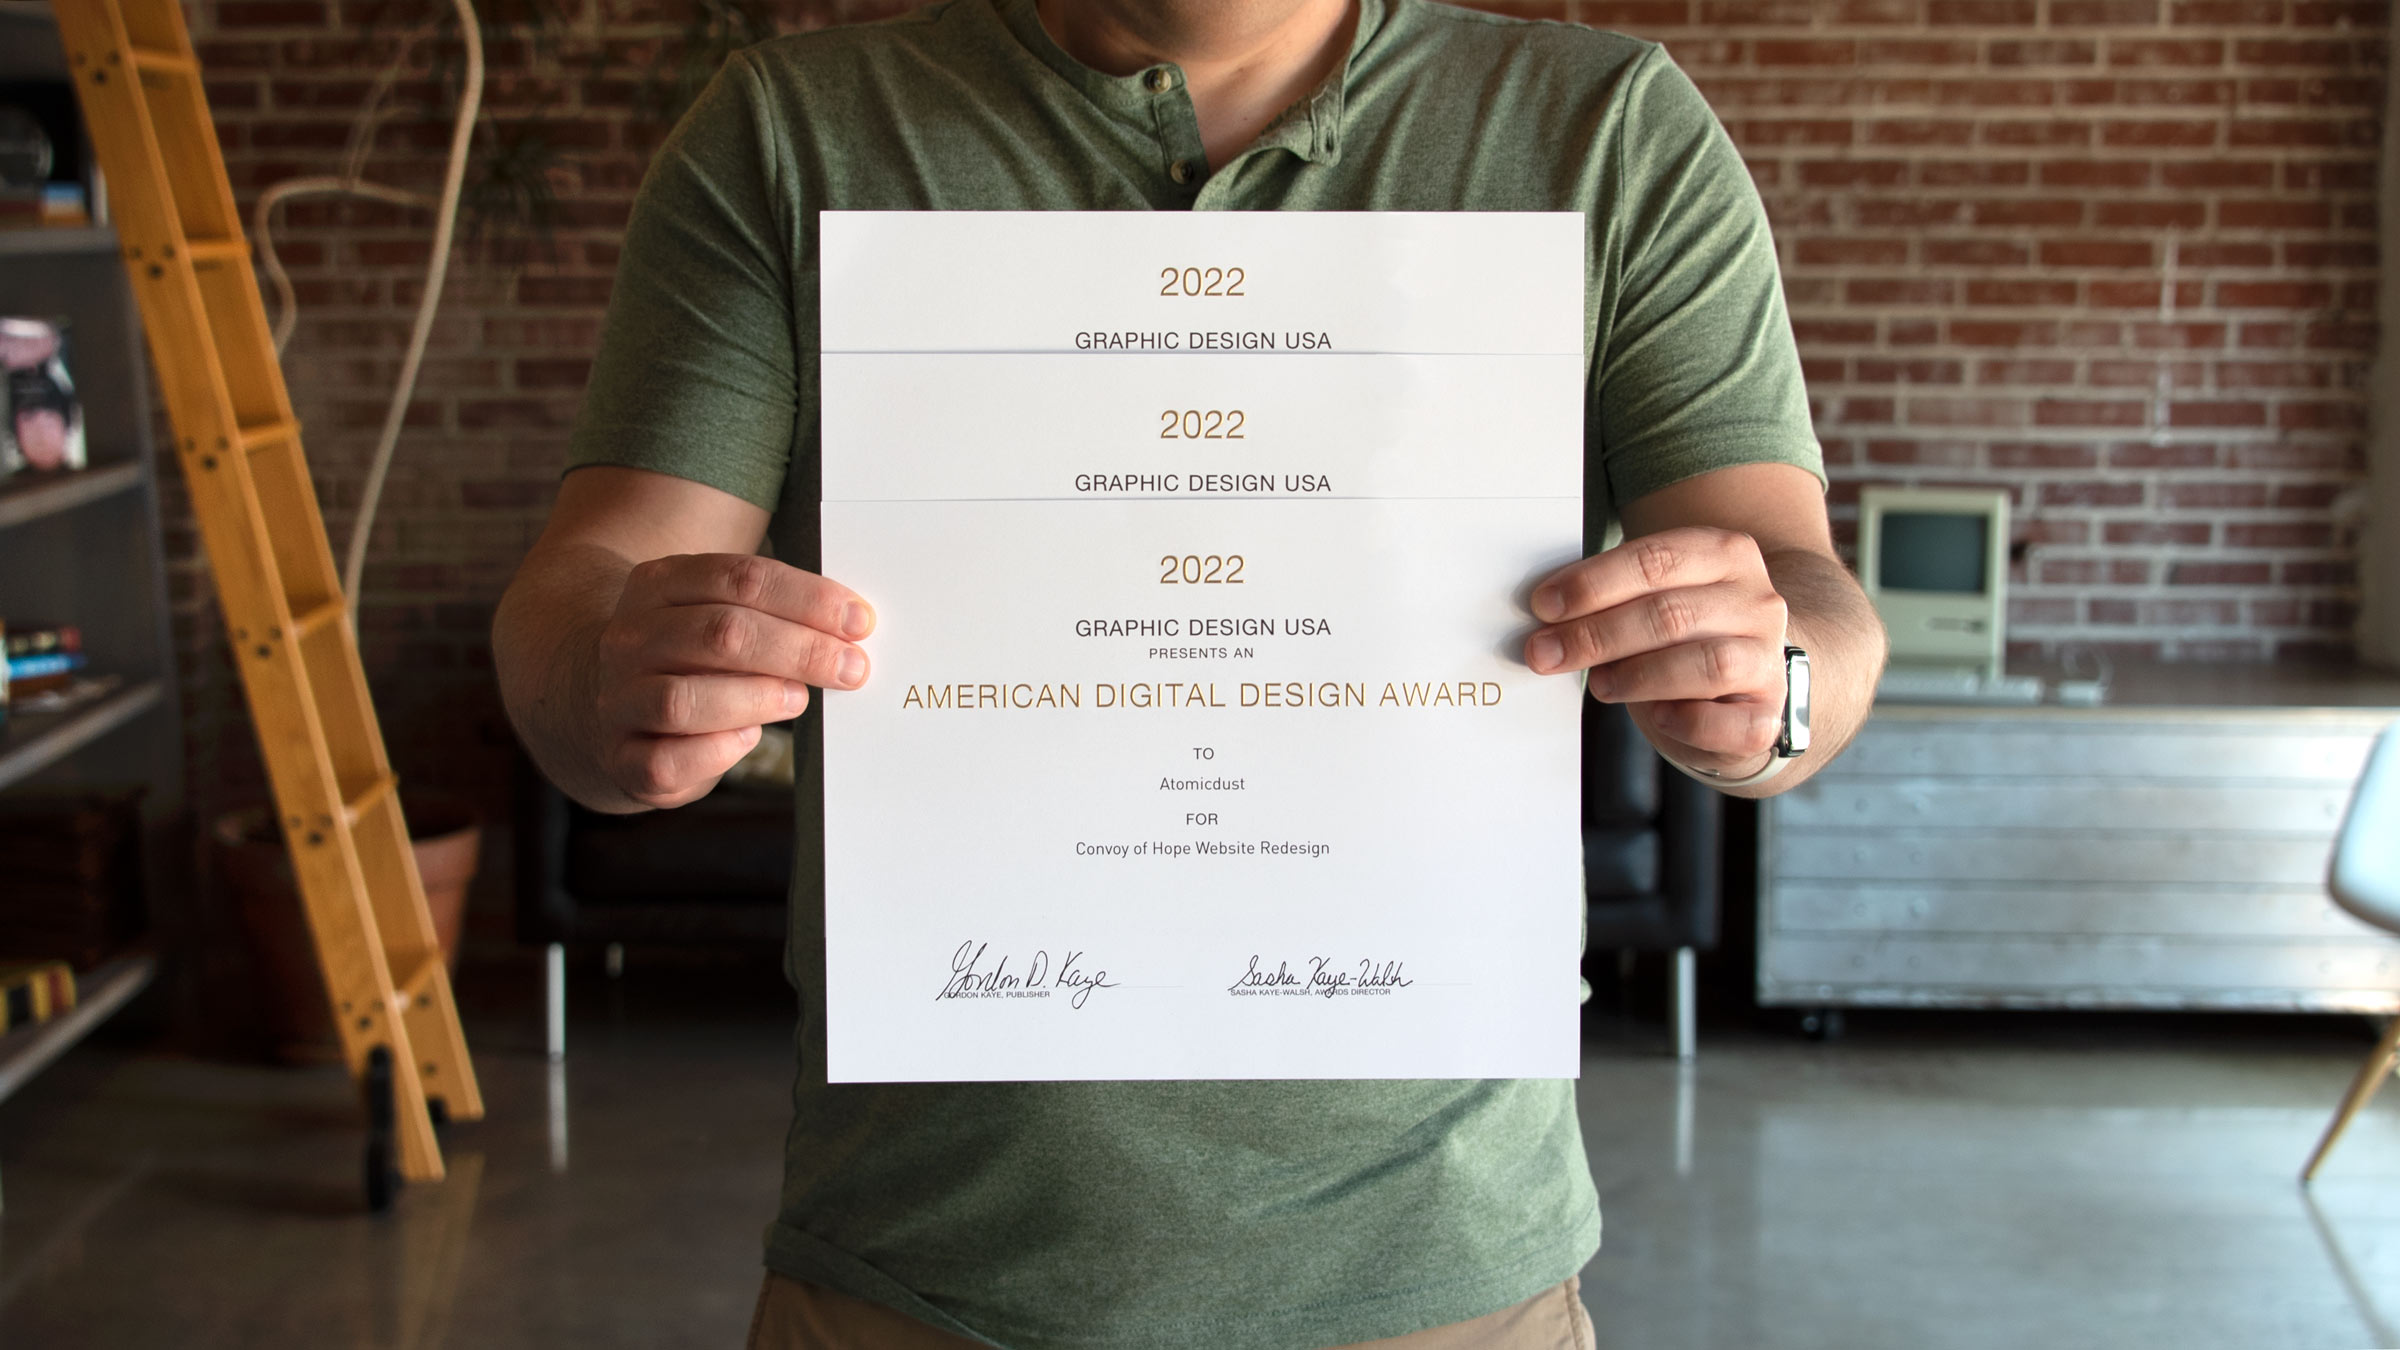 2022
GRAPHIC DESIGN USA
2022
GRAPHIC DESIGN USA
2022
GRAPHIC DESIGN USA
PRESENTS AN
AMERICAN DIGITAL DESIGN AWARD
TO
Atomicdust
FOR
Convoy of Hope Website Redesign
Gordon D. Kaye
GORDON KAYE, PUBLISHER
Sasha Kaye-Walsh
SASHA KAYE-WALSH, AWARDS DIRECTOR